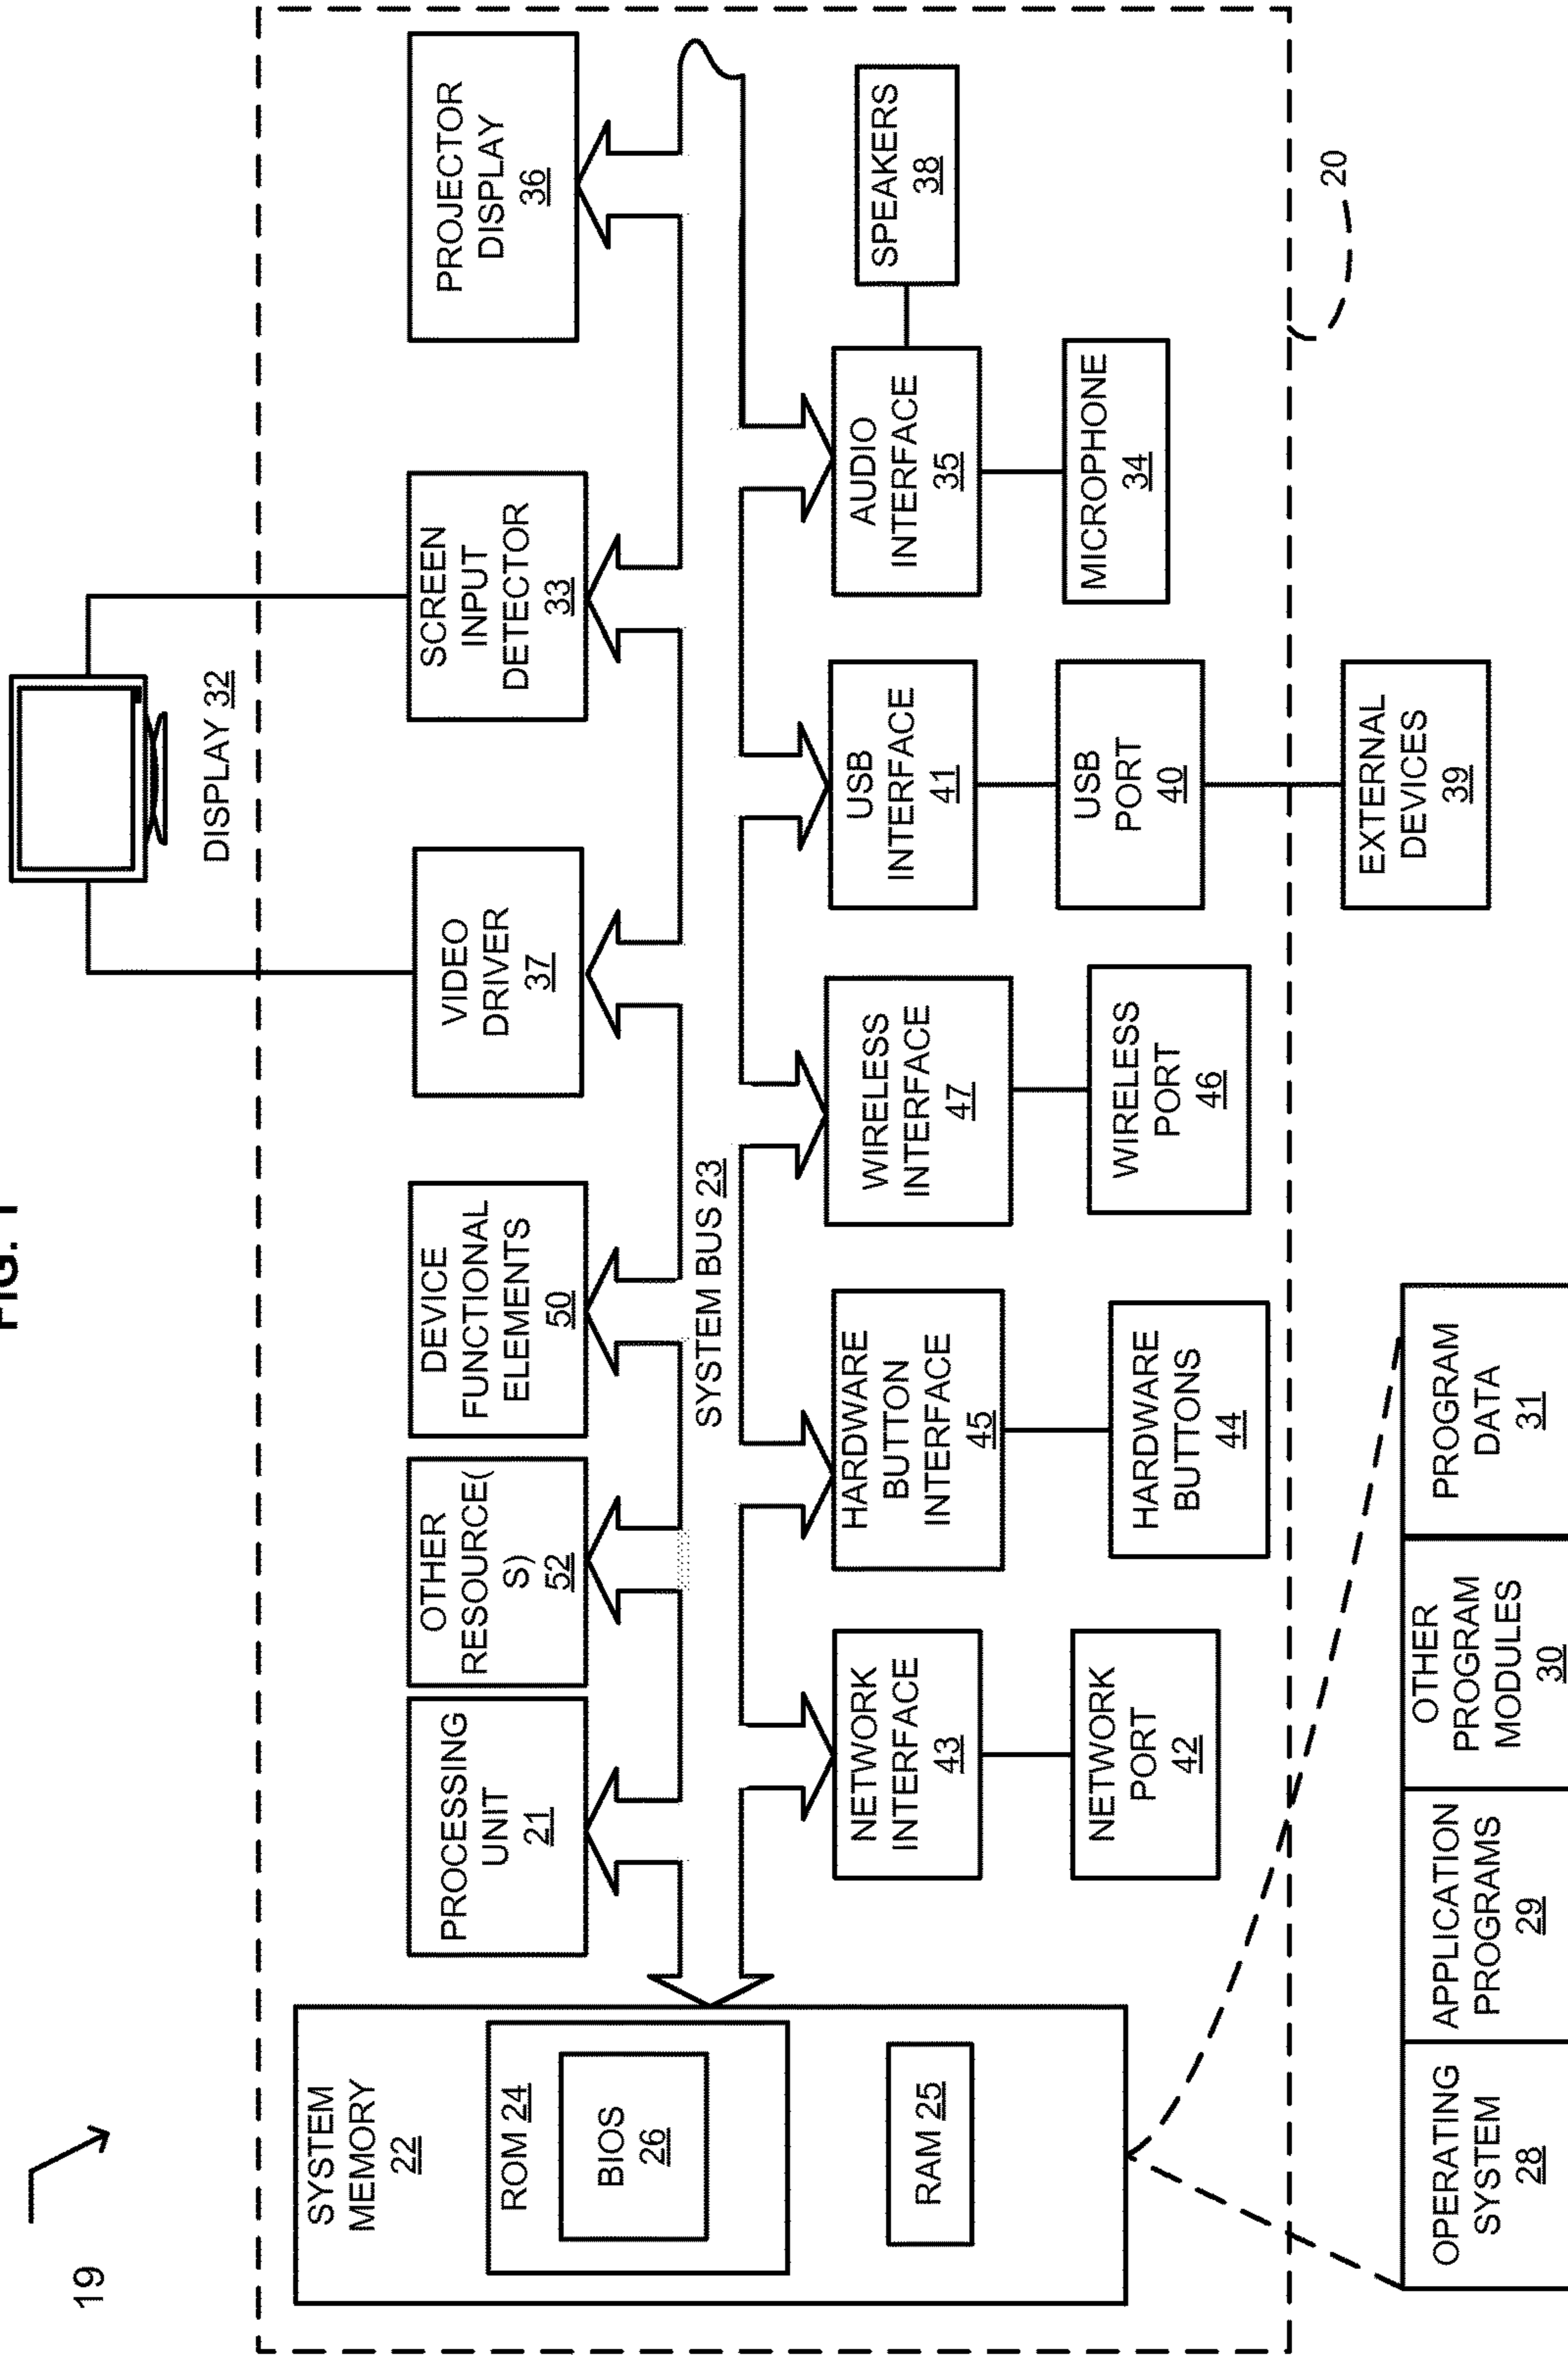 FIG. 1
19
DISPLAY 32
SYSTEM
MEMORY
22
ROM 24
BIOS
26
RAM 25
PROCESSING
UNIT
21
OTHER
RESOURCE(
S)
52
DEVICE
FUNCTIONAL
ELEMENTS
50
VIDEO
DRIVER
37
SCREEN
INPUT
DETECTOR
33
PROJECTOR
DISPLAY
36
SYSTEM BUS 23
NETWORK
INTERFACE
43
HARDWARE
BUTTON
INTERFACE
45
WIRELESS
INTERFACE
47
USB
INTERFACE
41
AUDIO
INTERFACE
35
SPEAKERS
38
NETWORK
PORT
42
HARDWARE
BUTTONS
44
WIRELESS
PORT
46
USB
PORT
40
MICROPHONE
34
20
OPERATING
SYSTEM
28
APPLICATION
PROGRAMS
29
OTHER
PROGRAM
MODULES
30
PROGRAM
DATA
31
EXTERNAL
DEVICES
39